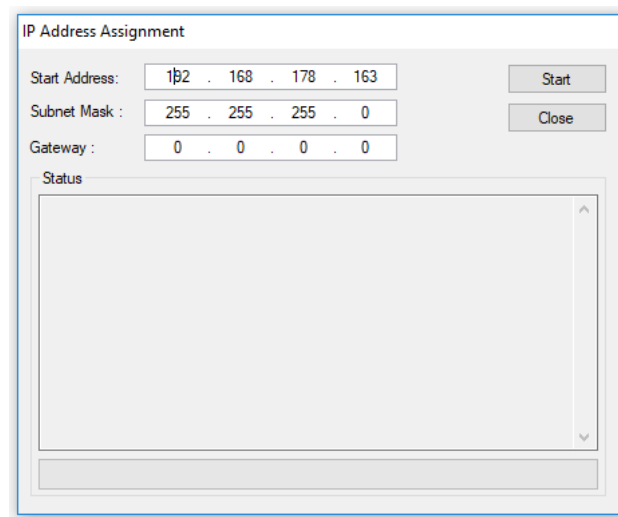 IP Address Assignment
Start Address: 192 . 168 . 178 . 163 Start
Subnet Mask : 255 . 255 . 255 . 0 Close
Gateway : 0 . 0 . 0 . 0
Status